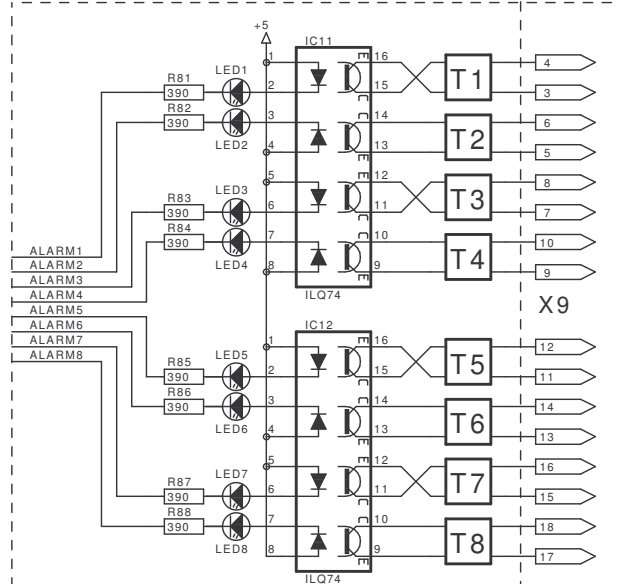 +5
IC11
1 E 16 4
R81 LED1 T1
390 2 C 15 3
R82
390 3 C 14 6
LED2 T2
4 E 13 5
5 E 12 8
R83 LED3 T3
390 6 C 11 7
R84
390 7 C 10 10
LED4 T4
8 E 9 9
ILQ74
ALARM1
ALARM2
ALARM3
ALARM4
ALARM5
ALARM6
ALARM7
ALARM8
X9
IC12
1 E 16 12
R85 LED5 T5
390 2 C 15 11
R86
390 3 C 14 14
LED6 T6
4 E 13 13
5 E 12 16
R87 LED7 T7
390 6 C 11 15
R88
390 7 C 10 18
LED8 T8
8 E 9 17
ILQ74